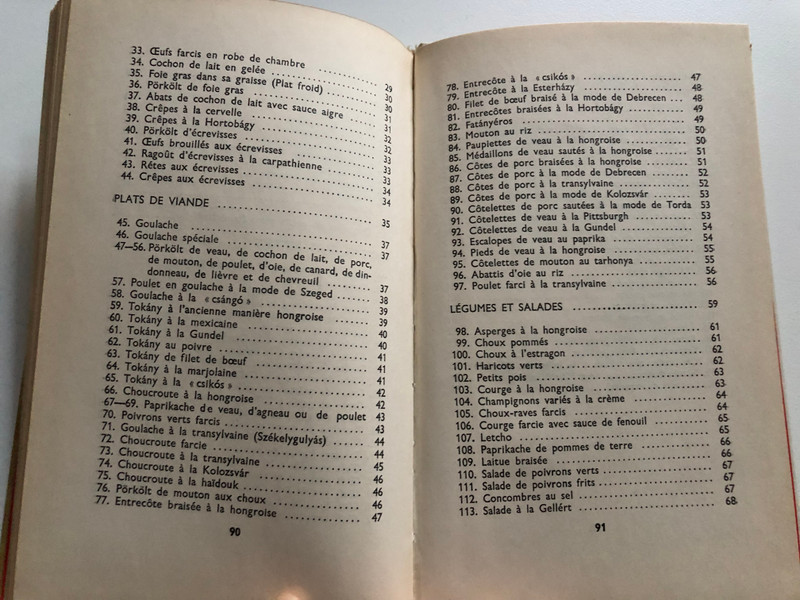 33. Œufs farcis en robe de chambre .......... 29
34. Cochon de lait en gelée .......... 30
35. Foie gras dans sa graisse (Plat froid) .......... 30
36. Pörkölt de foie gras .......... 31
37. Abats de cochon de lait avec sauce aigre .......... 31
38. Crêpes à la cervelle .......... 32
39. Crêpes à la Hortobágy .......... 32
40. Pörkölt d'écrevisses .......... 33
41. Œufs brouillés aux écrevisses .......... 33
42. Ragoût d'écrevisses à la carpathienne .......... 33
43. Rétes aux écrevisses .......... 34
44. Crêpes aux écrevisses .......... 34
PLATS DE VIANDE .......... 35
45. Goulache .......... 37
46. Goulache spéciale .......... 37
47—56. Pörkölt de veau, de cochon de lait, de porc,
de mouton, de poulet, d'oie, de canard, de din-
donneau, de lièvre et de chevreuil .......... 37
57. Poulet en goulache à la mode de Szeged .......... 38
58. Goulache à la « csángó » .......... 39
59. Tokány à l'ancienne manière hongroise .......... 39
60. Tokány à la mexicaine .......... 40
61. Tokány à la Gundel .......... 40
62. Tokány au poivre .......... 41
63. Tokány de filet de bœuf .......... 41
64. Tokány à la marjolaine .......... 41
65. Tokány à la « csikós » .......... 42
66. Choucroute à la hongroise .......... 42
67—69. Paprikache de veau, d'agneau ou de poulet 43
70. Poivrons verts farcis .......... 43
71. Goulache à la transylvaine (Székelygulyás) .......... 44
72. Choucroute farcie .......... 44
73. Choucroute à la transylvaine .......... 45
74. Choucroute à la Kolozsvár .......... 46
75. Choucroute à la haïdouk .......... 46
76. Pörkölt de mouton aux choux .......... 46
77. Entrecôte braisée à la hongroise .......... 47
90
78. Entrecôte à la « csikós » .......... 47
79. Entrecôte à la Esterházy .......... 48
80. Filet de bœuf braisé à la mode de Debrecen ... 48
81. Entrecôtes braisées à la Hortobágy .......... 49
82. Fatányéros .......... 49
83. Mouton au riz .......... 50
84. Paupiettes de veau à la hongroise .......... 50
85. Médaillons de veau sautés à la hongroise .......... 51
86. Côtes de porc braisées à la hongroise .......... 51
87. Côtes de porc à la mode de Debrecen .......... 52
88. Côtes de porc à la transylvaine .......... 52
89. Côtes de porc à la mode de Kolozsvár .......... 53
90. Côtelettes de porc sautées à la mode de Torda 53
91. Côtelettes de veau à la Pittsburgh .......... 53
92. Côtelettes de veau à la Gundel .......... 54
93. Escalopes de veau au paprika .......... 54
94. Pieds de veau à la hongroise .......... 55
95. Côtelettes de mouton au tarhonya .......... 55
96. Abattis d'oie au riz .......... 56
97. Poulet farci à la transylvaine .......... 56
LÉGUMES ET SALADES .......... 59
98. Asperges à la hongroise .......... 61
99. Choux pommés .......... 61
100. Choux à l'estragon .......... 62
101. Haricots verts .......... 62
102. Petits pois .......... 63
103. Courge à la hongroise .......... 63
104. Champignons variés à la crème .......... 64
105. Choux-raves farcis .......... 64
106. Courge farcie avec sauce de fenouil .......... 65
107. Letcho .......... 65
108. Paprikache de pommes de terre .......... 66
109. Laitue braisée .......... 66
110. Salade de poivrons verts .......... 67
111. Salade de poivrons frits .......... 67
112. Concombres au sel .......... 67
113. Salade à la Gellért .......... 68
91